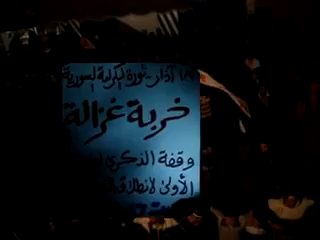 ١٨ آذار - ثورة الكرامة السورية
خربة غزالة
وقفة الذكرى
الأولى لانطلاقة